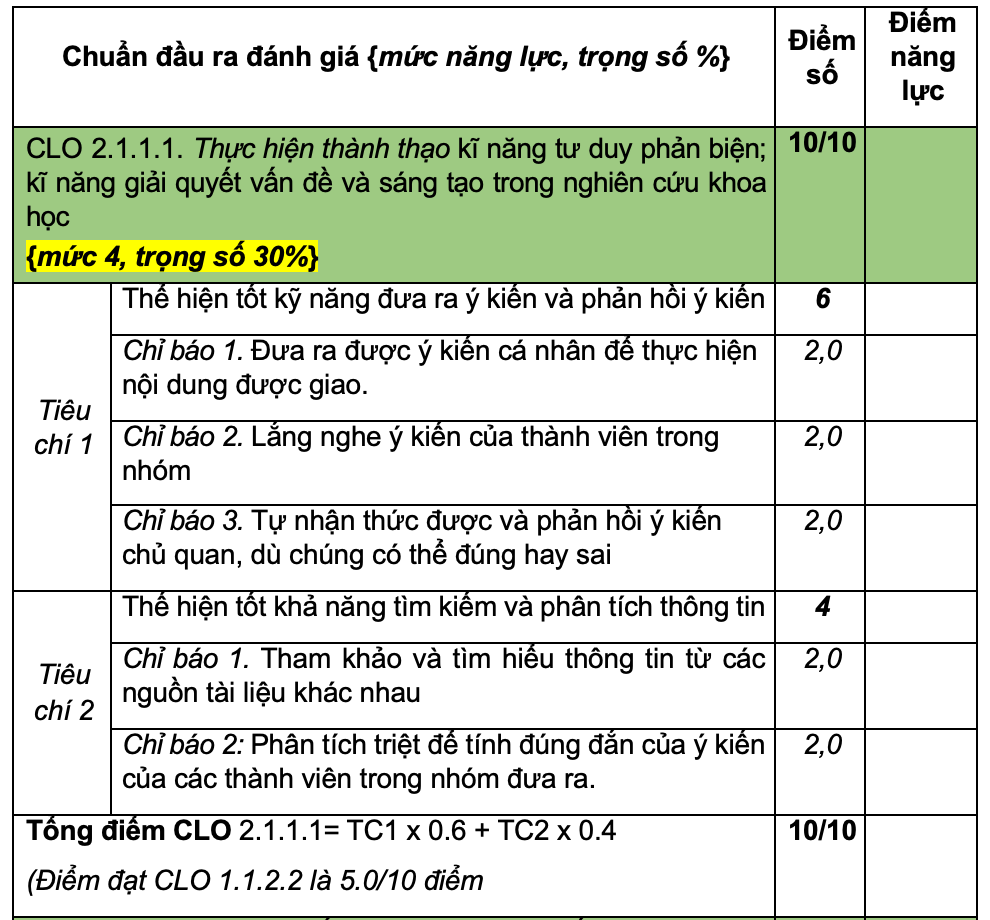 Chuẩn đầu ra đánh giá {mức năng lực, trọng số %}
Điểm số
Điểm năng lực
CLO 2.1.1.1. Thực hiện thành thạo kĩ năng tư duy phản biện;
kĩ năng giải quyết vấn đề và sáng tạo trong nghiên cứu khoa
học
{mức 4, trọng số 30%}
10/10
Tiêu
chí 1
Thể hiện tốt kỹ năng đưa ra ý kiến và phản hồi ý kiến
6
Chỉ báo 1. Đưa ra được ý kiến cá nhân để thực hiện
nội dung được giao.
2,0
Chỉ báo 2. Lắng nghe ý kiến của thành viên trong
nhóm
2,0
Chỉ báo 3. Tự nhận thức được và phản hồi ý kiến
chủ quan, dù chúng có thể đúng hay sai
2,0
Tiêu
chí 2
Thể hiện tốt khả năng tìm kiếm và phân tích thông tin
4
Chỉ báo 1. Tham khảo và tìm hiểu thông tin từ các
nguồn tài liệu khác nhau
2,0
Chỉ báo 2: Phân tích triệt để tính đúng đắn của ý kiến
của các thành viên trong nhóm đưa ra.
2,0
Tổng điểm CLO 2.1.1.1= TC1 x 0.6 + TC2 x 0.4
10/10
(Điểm đạt CLO 1.1.2.2 là 5.0/10 điểm